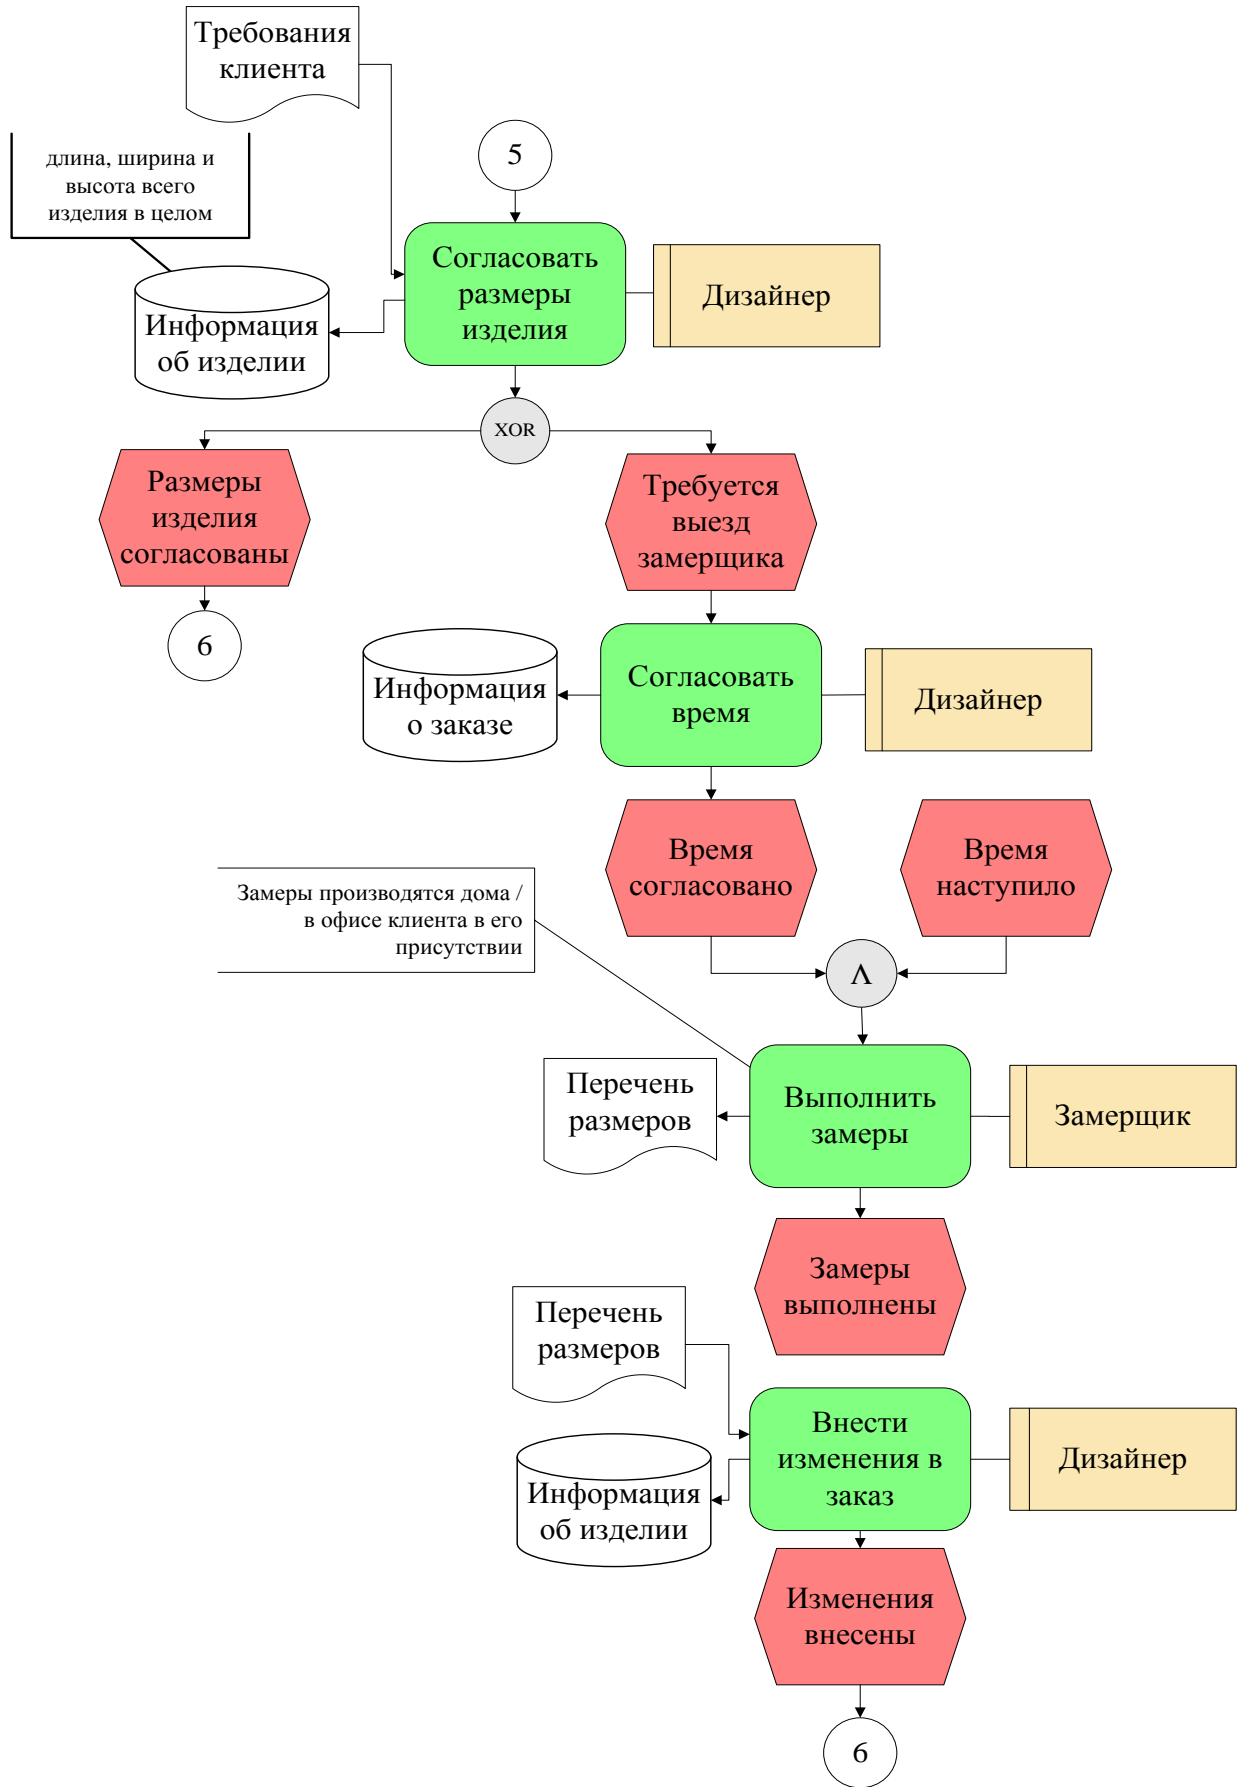 Требования
клиента
5
длина, ширина и
высота всего
изделия в целом
Согласовать
размеры
изделия
Дизайнер
Информация
об изделии
XOR
Размеры
изделия
согласованы
Требуется
выезд
замерщика
6
Информация
о заказе
Согласовать
время
Дизайнер
Время
согласовано
Время
наступило
Замеры производятся дома /
в офисе клиента в его
присутствии
Λ
Перечень
размеров
Выполнить
замеры
Замерщик
Замеры
выполнены
Перечень
размеров
Внести
изменения в
заказ
Дизайнер
Информация
об изделии
Изменения
внесены
6